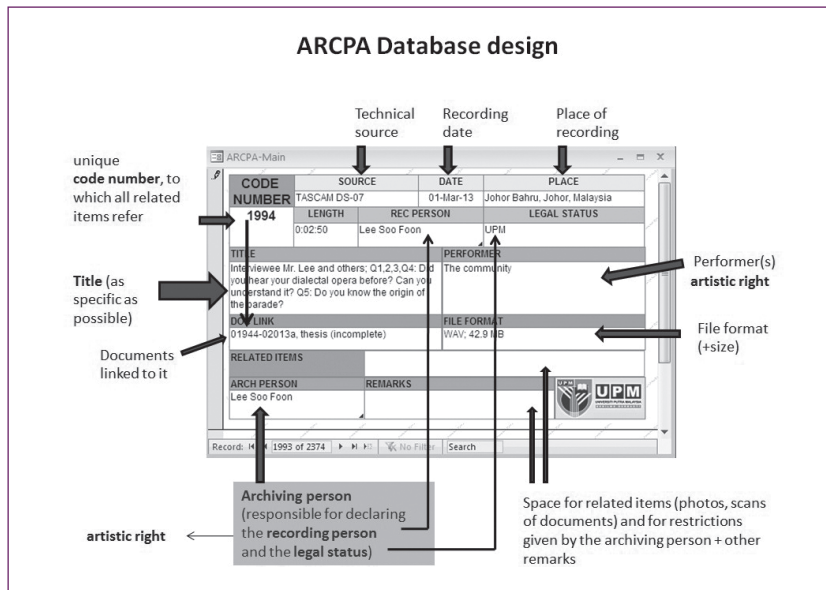 ARCPA Database design
Technical
source
Recording
date
Place of
recording
unique
code number, to
which all related
items refer
Title (as
specific as
possible)
Documents
linked to it
ARCPA-Main
CODE
NUMBER
1994
SOURCE
DATE
PLACE
TASCAM DS-07
01-Mar-13
Johor Bahru, Johor, Malaysia
LENGTH
REC PERSON
LEGAL STATUS
0:02:50
Lee Soo Foon
UPM
TITLE
PERFORMER
Interviewee Mr. Lee and others; Q1,2,3,Q4: Did
you hear your dialectal opera before? Can you
understand it? Q5: Do you know the origin of
the parade?
The community
DOC LINK
FILE FORMAT
01944-02013a, thesis (incomplete)
WAV; 42.9 MB
RELATED ITEMS
ARCH PERSON
REMARKS
Lee Soo Foon
UPM
UPM
UNIVERSITI PUTRA MALAYSIA
Record:
1993 of 2374
No Filter
Search
Performer(s)
artistic right
File format
(+size)
Archiving person
(responsible for declaring
the recording person
and the legal status)
artistic right
Space for related items (photos, scans
of documents) and for restrictions
given by the archiving person + other
remarks